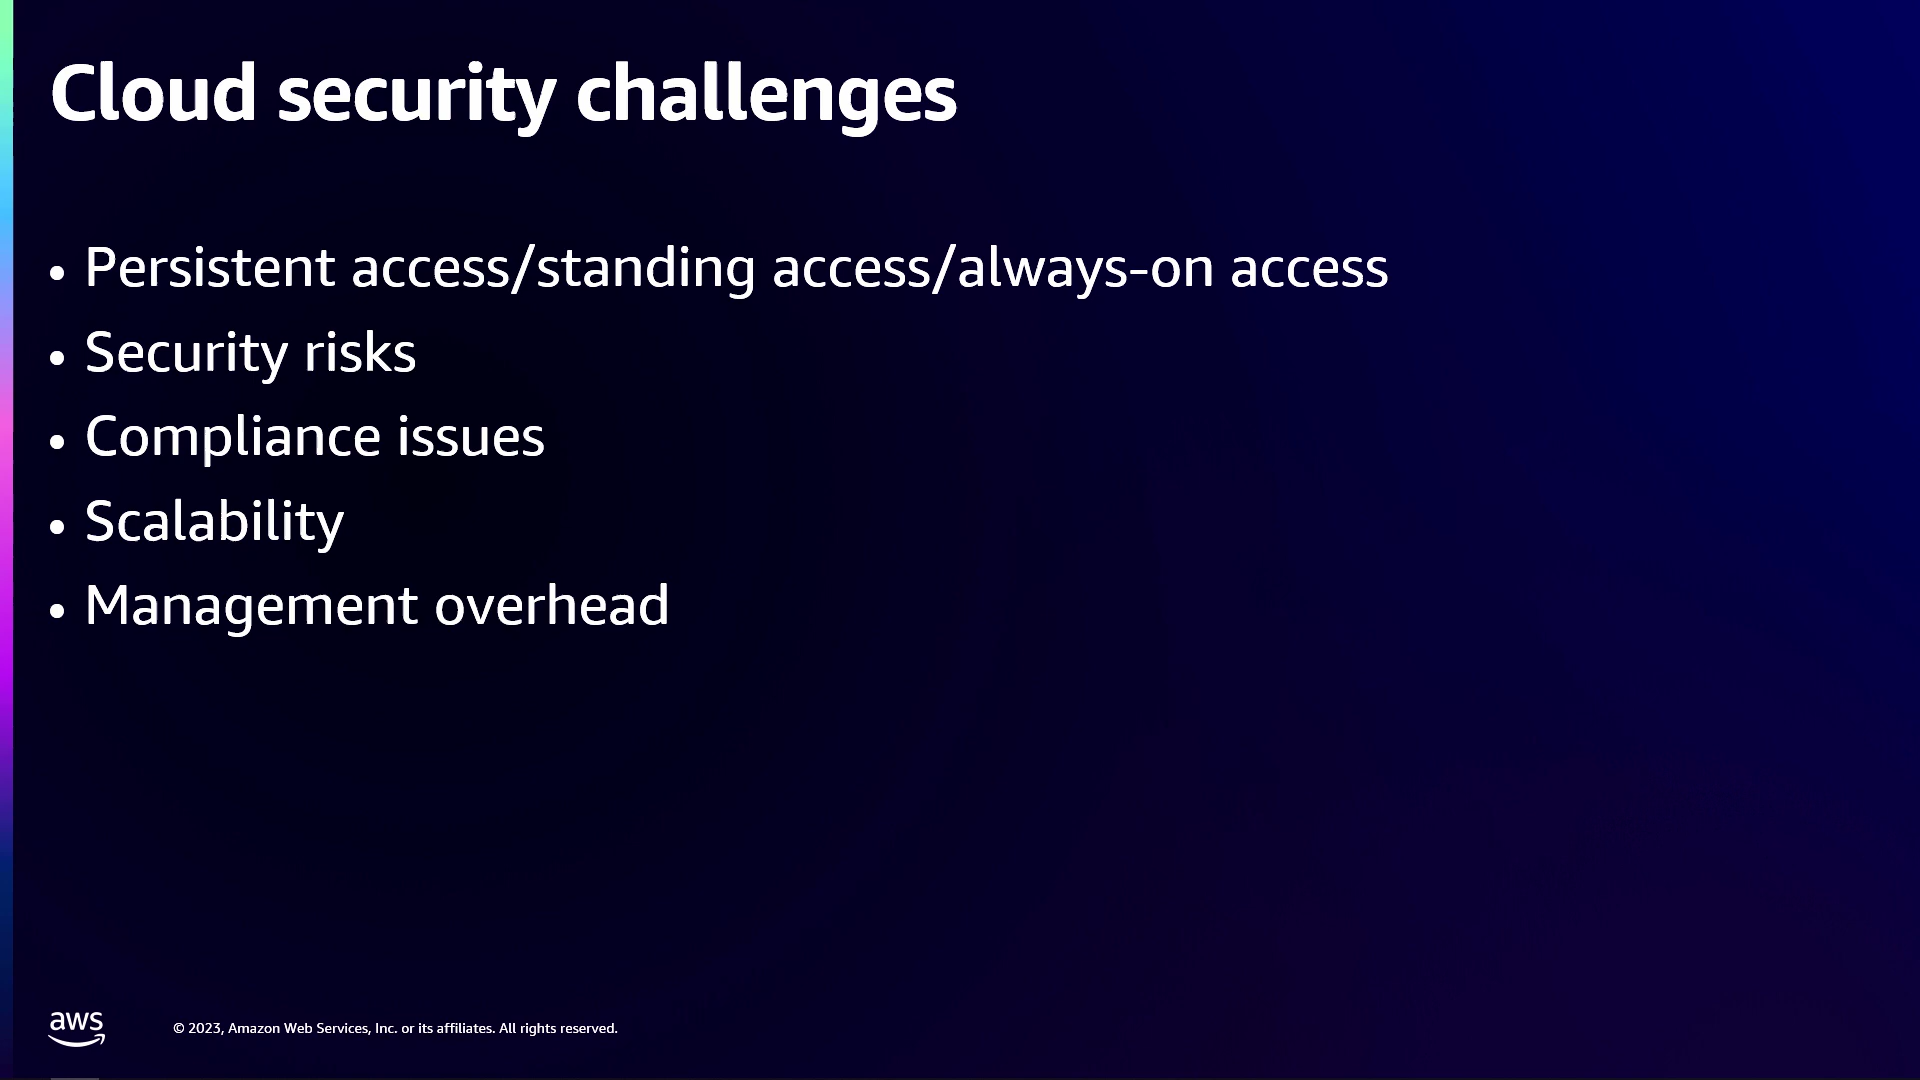 Cloud security challenges
• Persistent access/standing access/always-on access
• Security risks
• Compliance issues
• Scalability
• Management overhead
aws
© 2023, Amazon Web Services, Inc. or its affiliates. All rights reserved.